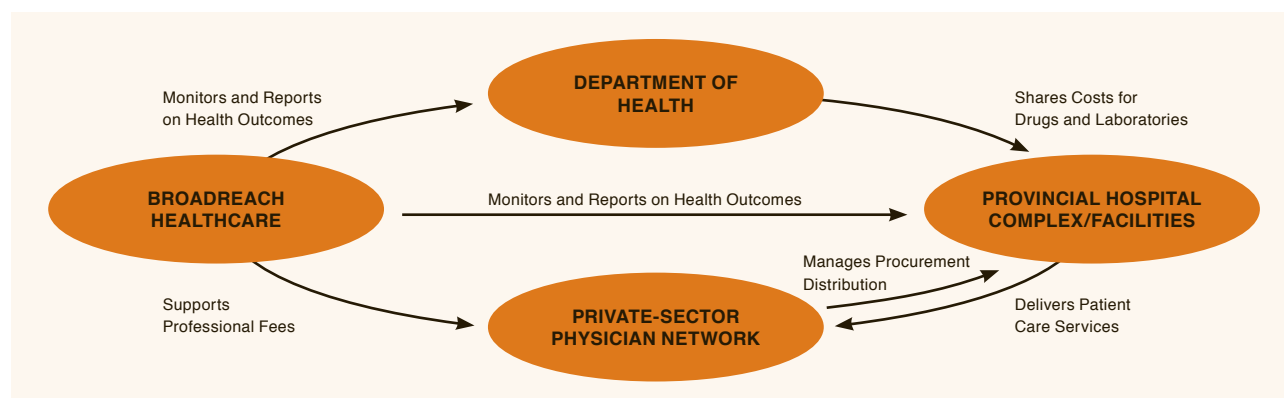 DEPARTMENT OF
HEALTH
Monitors and Reports
on Health Outcomes
Shares Costs for
Drugs and Laboratories
BROADREACH
HEALTHCARE
Monitors and Reports on Health Outcomes
PROVINCIAL HOSPITAL
COMPLEX/FACILITIES
Manages Procurement
Distribution
Supports
Professional Fees
PRIVATE-SECTOR
PHYSICIAN NETWORK
Delivers Patient
Care Services